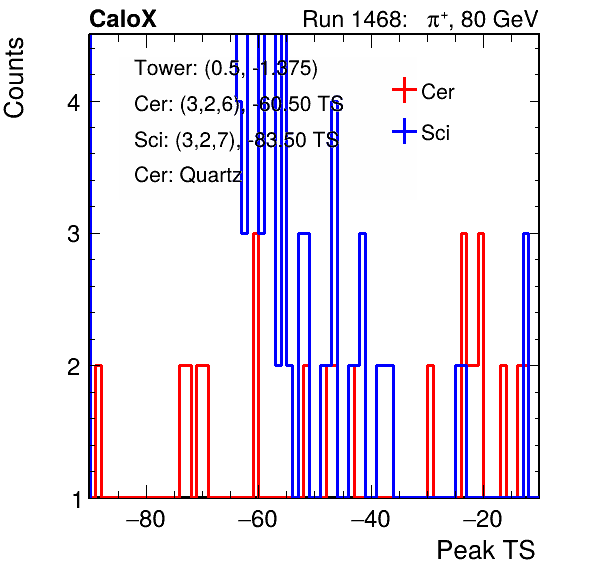 CaloX Run 1468: π+, 80 GeV
Counts
Tower: (0.5, -1.375)
Cer: (3,2,6), -60.50 TS
Sci: (3,2,7), -83.50 TS
Cer: Quartz
Cer
Sci
4
3
2
1
−80 −60 −40 −20
Peak TS